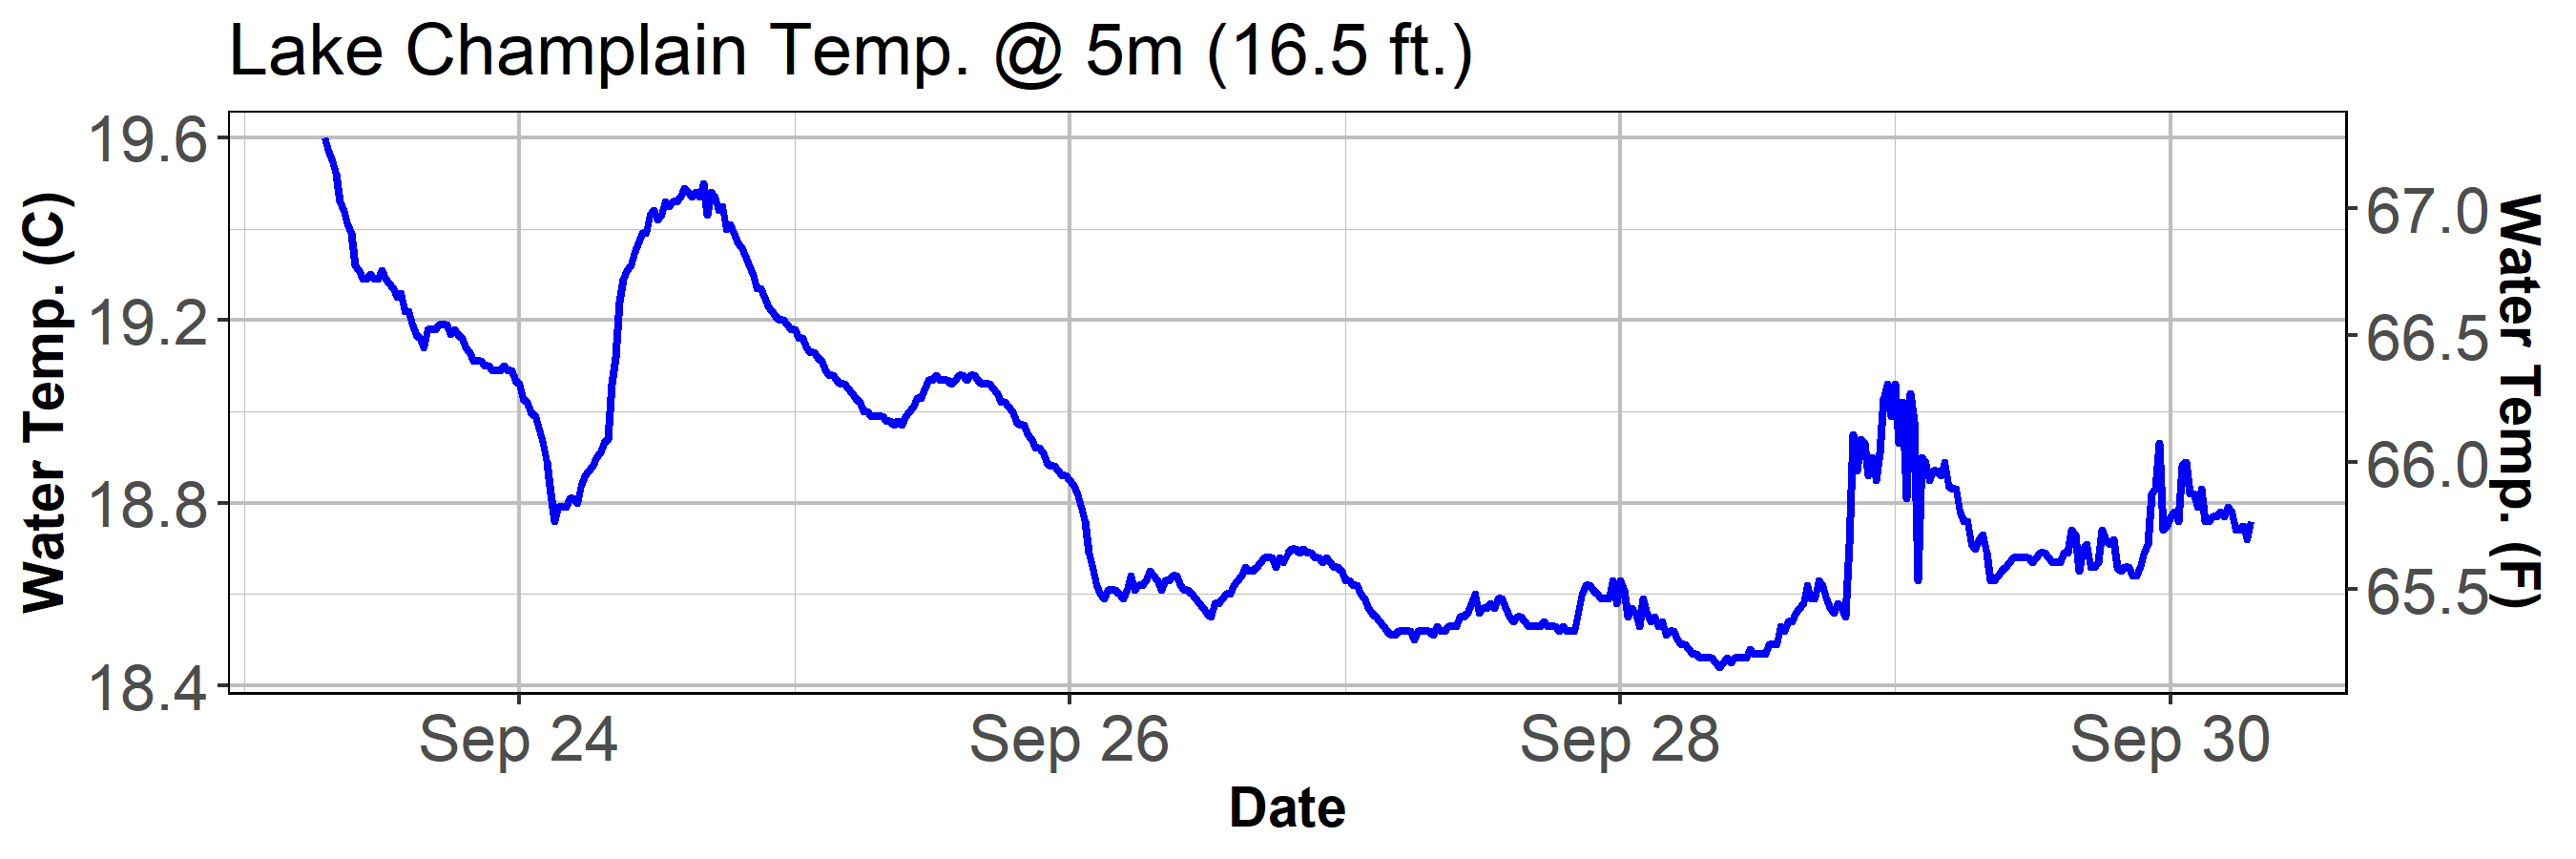 Lake Champlain Temp. @ 5m (16.5 ft.)
Water Temp. (C)
19.6
19.2
18.8
18.4
67.0
66.5
66.0
65.5
Water Temp. (F)
Sep 24
Sep 26
Sep 28
Sep 30
Date